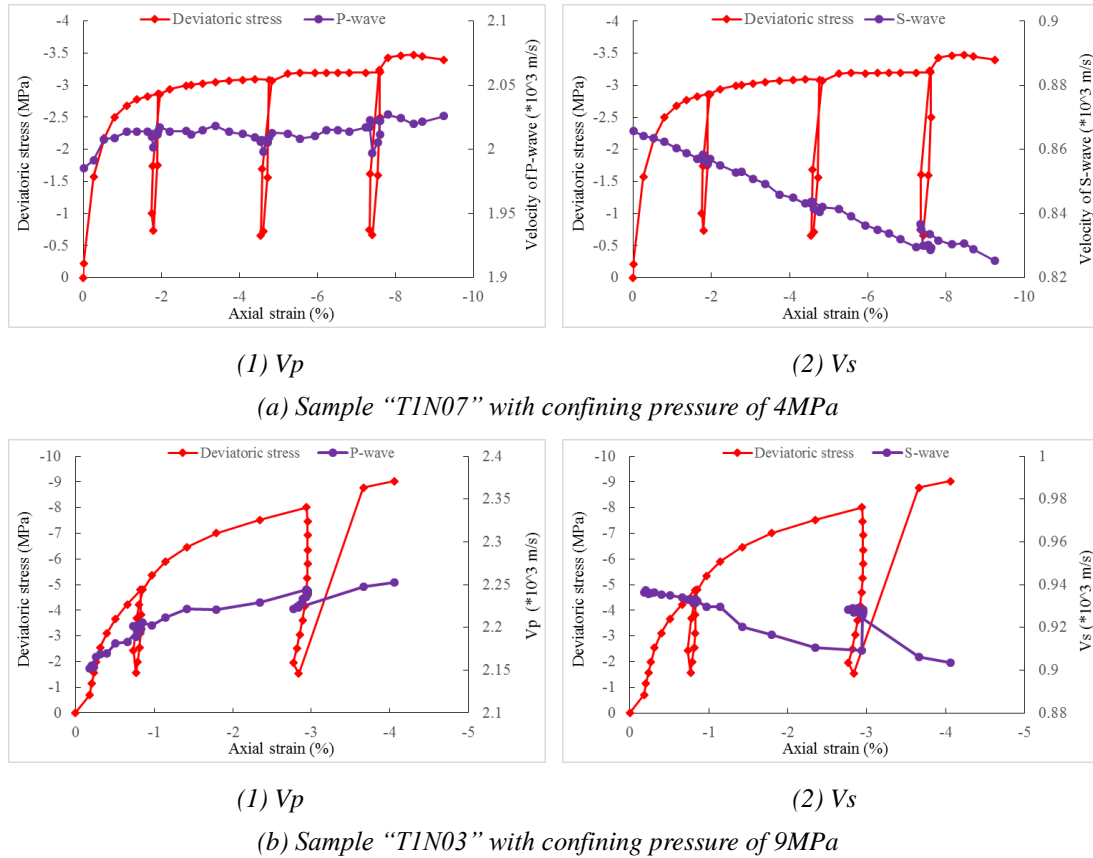 Deviatoric stress P-wave
Deviatoric stress (MPa)
-4
-3.5
-3
-2.5
-2
-1.5
-1
-0.5
0
0 -2 -4 -6 -8 -10
Axial strain (%)
2.1
2.05
2
1.95
1.9
Velocity of P-wave (*10^3 m/s)
Deviatoric stress S-wave
Deviatoric stress (MPa)
-4
-3.5
-3
-2.5
-2
-1.5
-1
-0.5
0
0 -2 -4 -6 -8 -10
Axial strain (%)
0.9
0.88
0.86
0.84
0.82
Velocity of S-wave (*10^3 m/s)
(1) Vp (2) Vs
(a) Sample “T1N07” with confining pressure of 4MPa
Deviatoric stress P-wave
Deviatoric stress (MPa)
-10
-9
-8
-7
-6
-5
-4
-3
-2
-1
0
0 -1 -2 -3 -4 -5
Axial strain (%)
2.4
2.35
2.3
2.25
2.2
2.15
2.1
Vp (*10^3 m/s)
Deviatoric stress S-wave
Deviatoric stress (MPa)
-10
-9
-8
-7
-6
-5
-4
-3
-2
-1
0
0 -1 -2 -3 -4 -5
Axial strain (%)
1
0.98
0.96
0.94
0.92
0.9
0.88
Vs (*10^3 m/s)
(1) Vp (2) Vs
(b) Sample “T1N03” with confining pressure of 9MPa